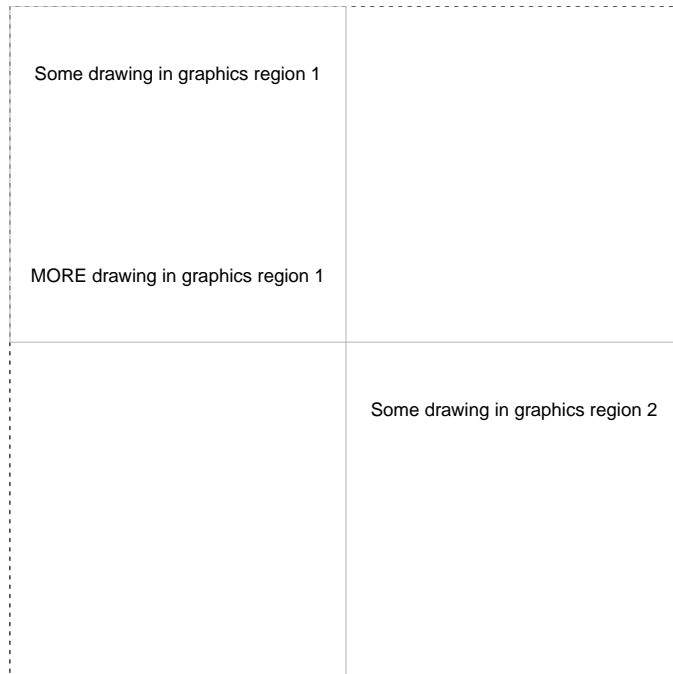 Some drawing in graphics region 1
MORE drawing in graphics region 1
Some drawing in graphics region 2